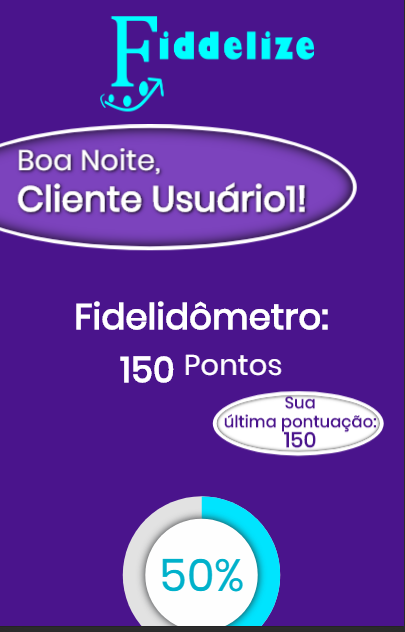 Fiddelize
Boa Noite,
Cliente Usuário1!
Fidelidômetro:
150 Pontos
Sua
última pontuação:
150
50%